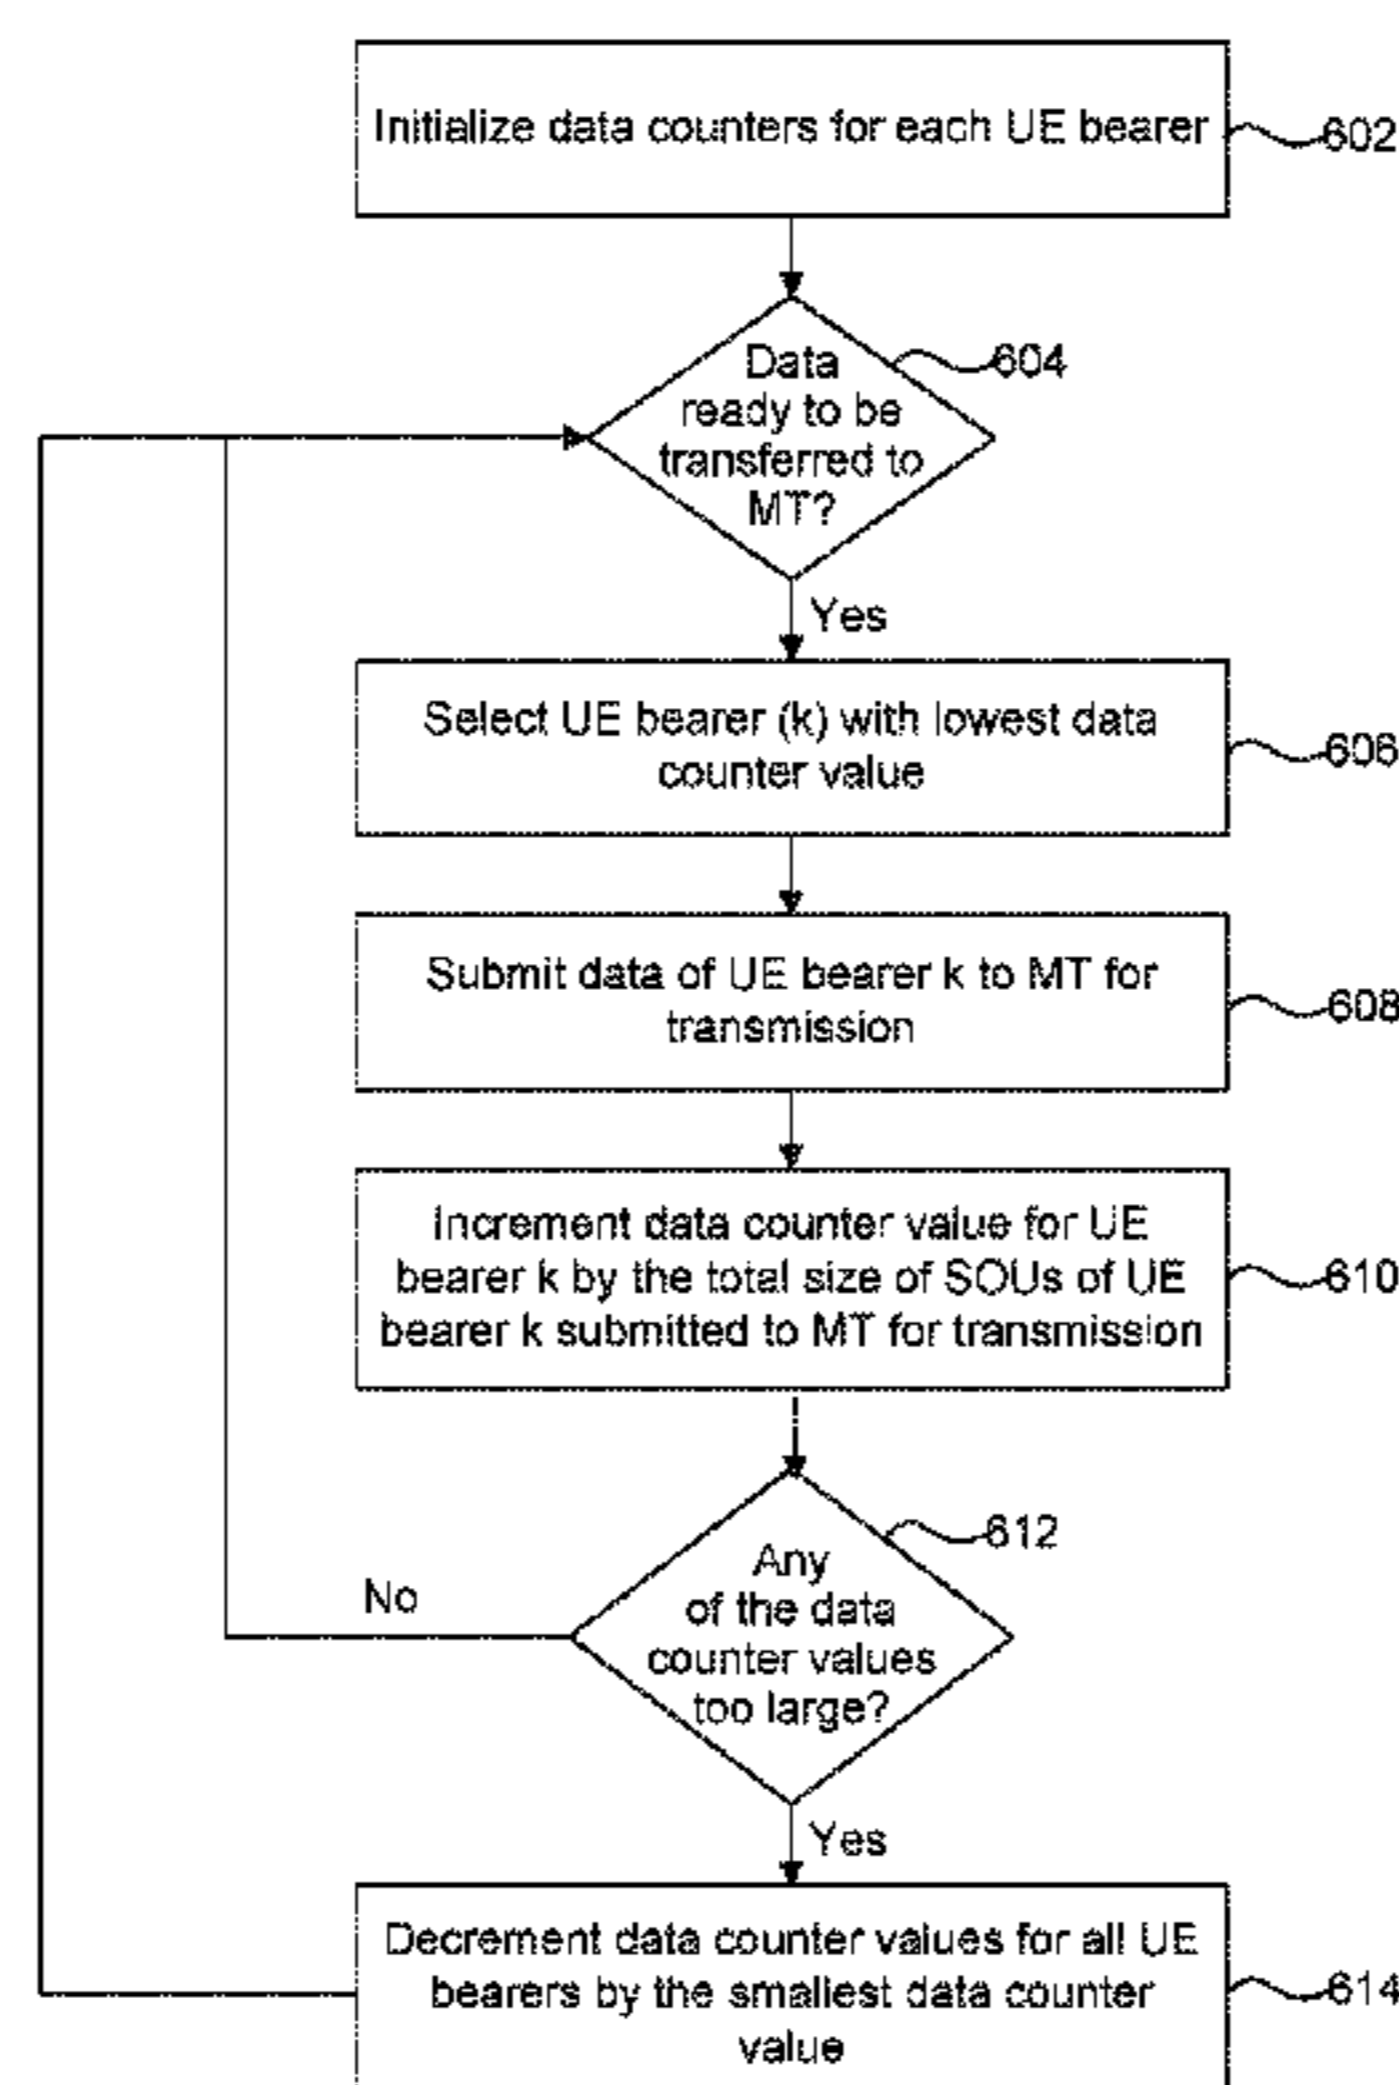 Initialize data counters for each UE bearer
602
Data
ready to be
transferred to
MT?
604
Yes
Select UE bearer (k) with lowest data
counter value
606
Submit data of UE bearer k to MT for
transmission
608
Increment data counter value for UE
bearer k by the total size of SOUs of UE
bearer k submitted to MT for transmission
610
Any
of the data
counter values
too large?
612
No
Yes
Decrement data counter values for all UE
bearers by the smallest data counter
value
614